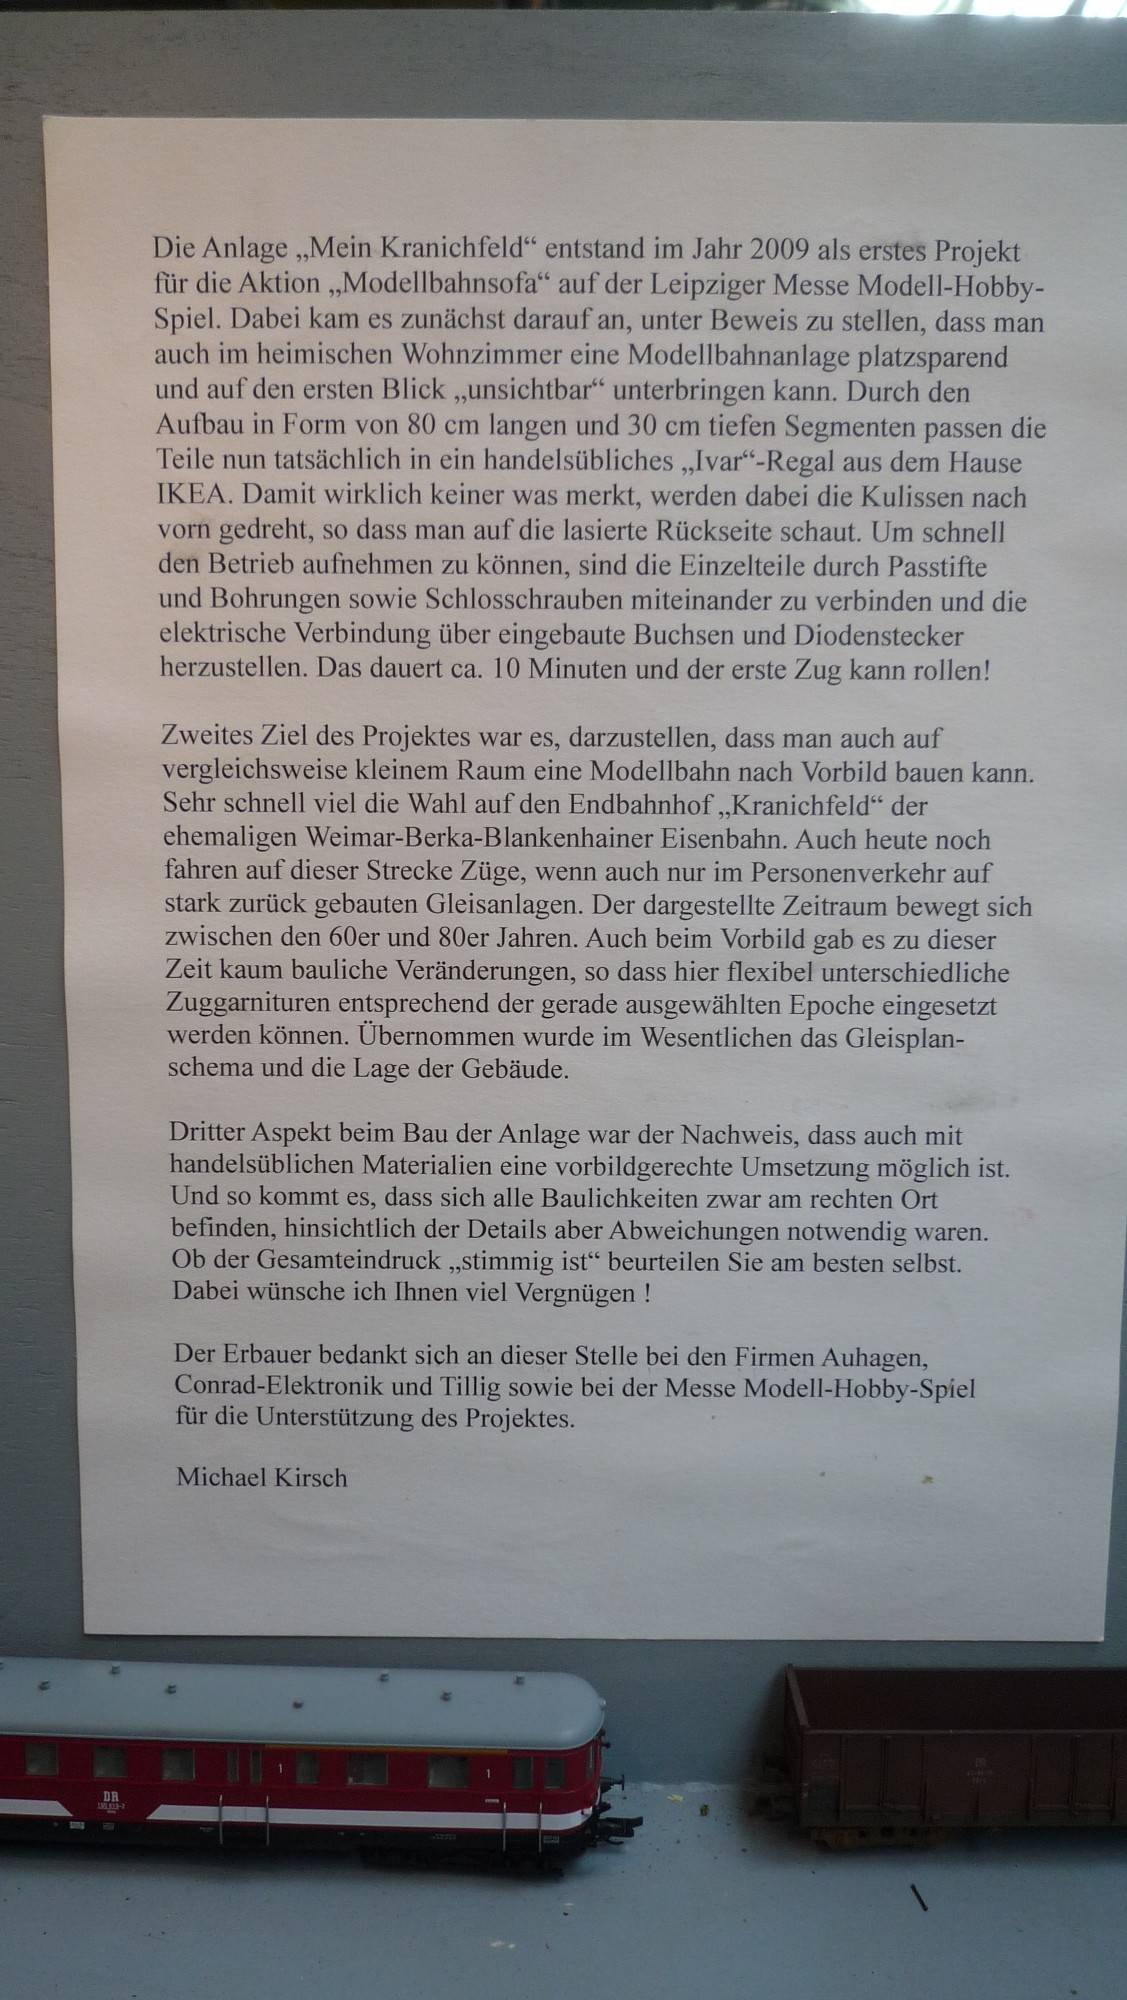 Die Anlage „Mein Kranichfeld“ entstand im Jahr 2009 als erstes Projekt
für die Aktion „Modellbahnsofa“ auf der Leipziger Messe Modell-Hobby-
Spiel. Dabei kam es zunächst darauf an, unter Beweis zu stellen, dass man
auch im heimischen Wohnzimmer eine Modellbahnanlage platzsparend
und auf den ersten Blick „unsichtbar“ unterbringen kann. Durch den
Aufbau in Form von 80 cm langen und 30 cm tiefen Segmenten passen die
Teile nun tatsächlich in ein handelsübliches „Ivar“-Regal aus dem Hause
IKEA. Damit wirklich keiner was merkt, werden dabei die Kulissen nach
vorn gedreht, so dass man auf die lasierte Rückseite schaut. Um schnell
den Betrieb aufnehmen zu können, sind die Einzelteile durch Passtifte
und Bohrungen sowie Schlosschrauben miteinander zu verbinden und die
elektrische Verbindung über eingebaute Buchsen und Diodenstecker
herzustellen. Das dauert ca. 10 Minuten und der erste Zug kann rollen!
Zweites Ziel des Projektes war es, darzustellen, dass man auch auf
vergleichsweise kleinem Raum eine Modellbahn nach Vorbild bauen kann.
Sehr schnell viel die Wahl auf den Endbahnhof „Kranichfeld“ der
ehemaligen Weimar-Berka-Blankenhainer Eisenbahn. Auch heute noch
fahren auf dieser Strecke Züge, wenn auch nur im Personenverkehr auf
stark zurück gebauten Gleisanlagen. Der dargestellte Zeitraum bewegt sich
zwischen den 60er und 80er Jahren. Auch beim Vorbild gab es zu dieser
Zeit kaum bauliche Veränderungen, so dass hier flexibel unterschiedliche
Zuggarnituren entsprechend der gerade ausgewählten Epoche eingesetzt
werden können. Übernommen wurde im Wesentlichen das Gleisplan-
schema und die Lage der Gebäude.
Dritter Aspekt beim Bau der Anlage war der Nachweis, dass auch mit
handelsüblichen Materialien eine vorbildgerechte Umsetzung möglich ist.
Und so kommt es, dass sich alle Baulichkeiten zwar am rechten Ort
befinden, hinsichtlich der Details aber Abweichungen notwendig waren.
Ob der Gesamteindruck „stimmig ist“ beurteilen Sie am besten selbst.
Dabei wünsche ich Ihnen viel Vergnügen !
Der Erbauer bedankt sich an dieser Stelle bei den Firmen Auhagen,
Conrad-Elektronik und Tillig sowie bei der Messe Modell-Hobby-Spiel
für die Unterstützung des Projektes.
Michael Kirsch
1 1
DR
DR